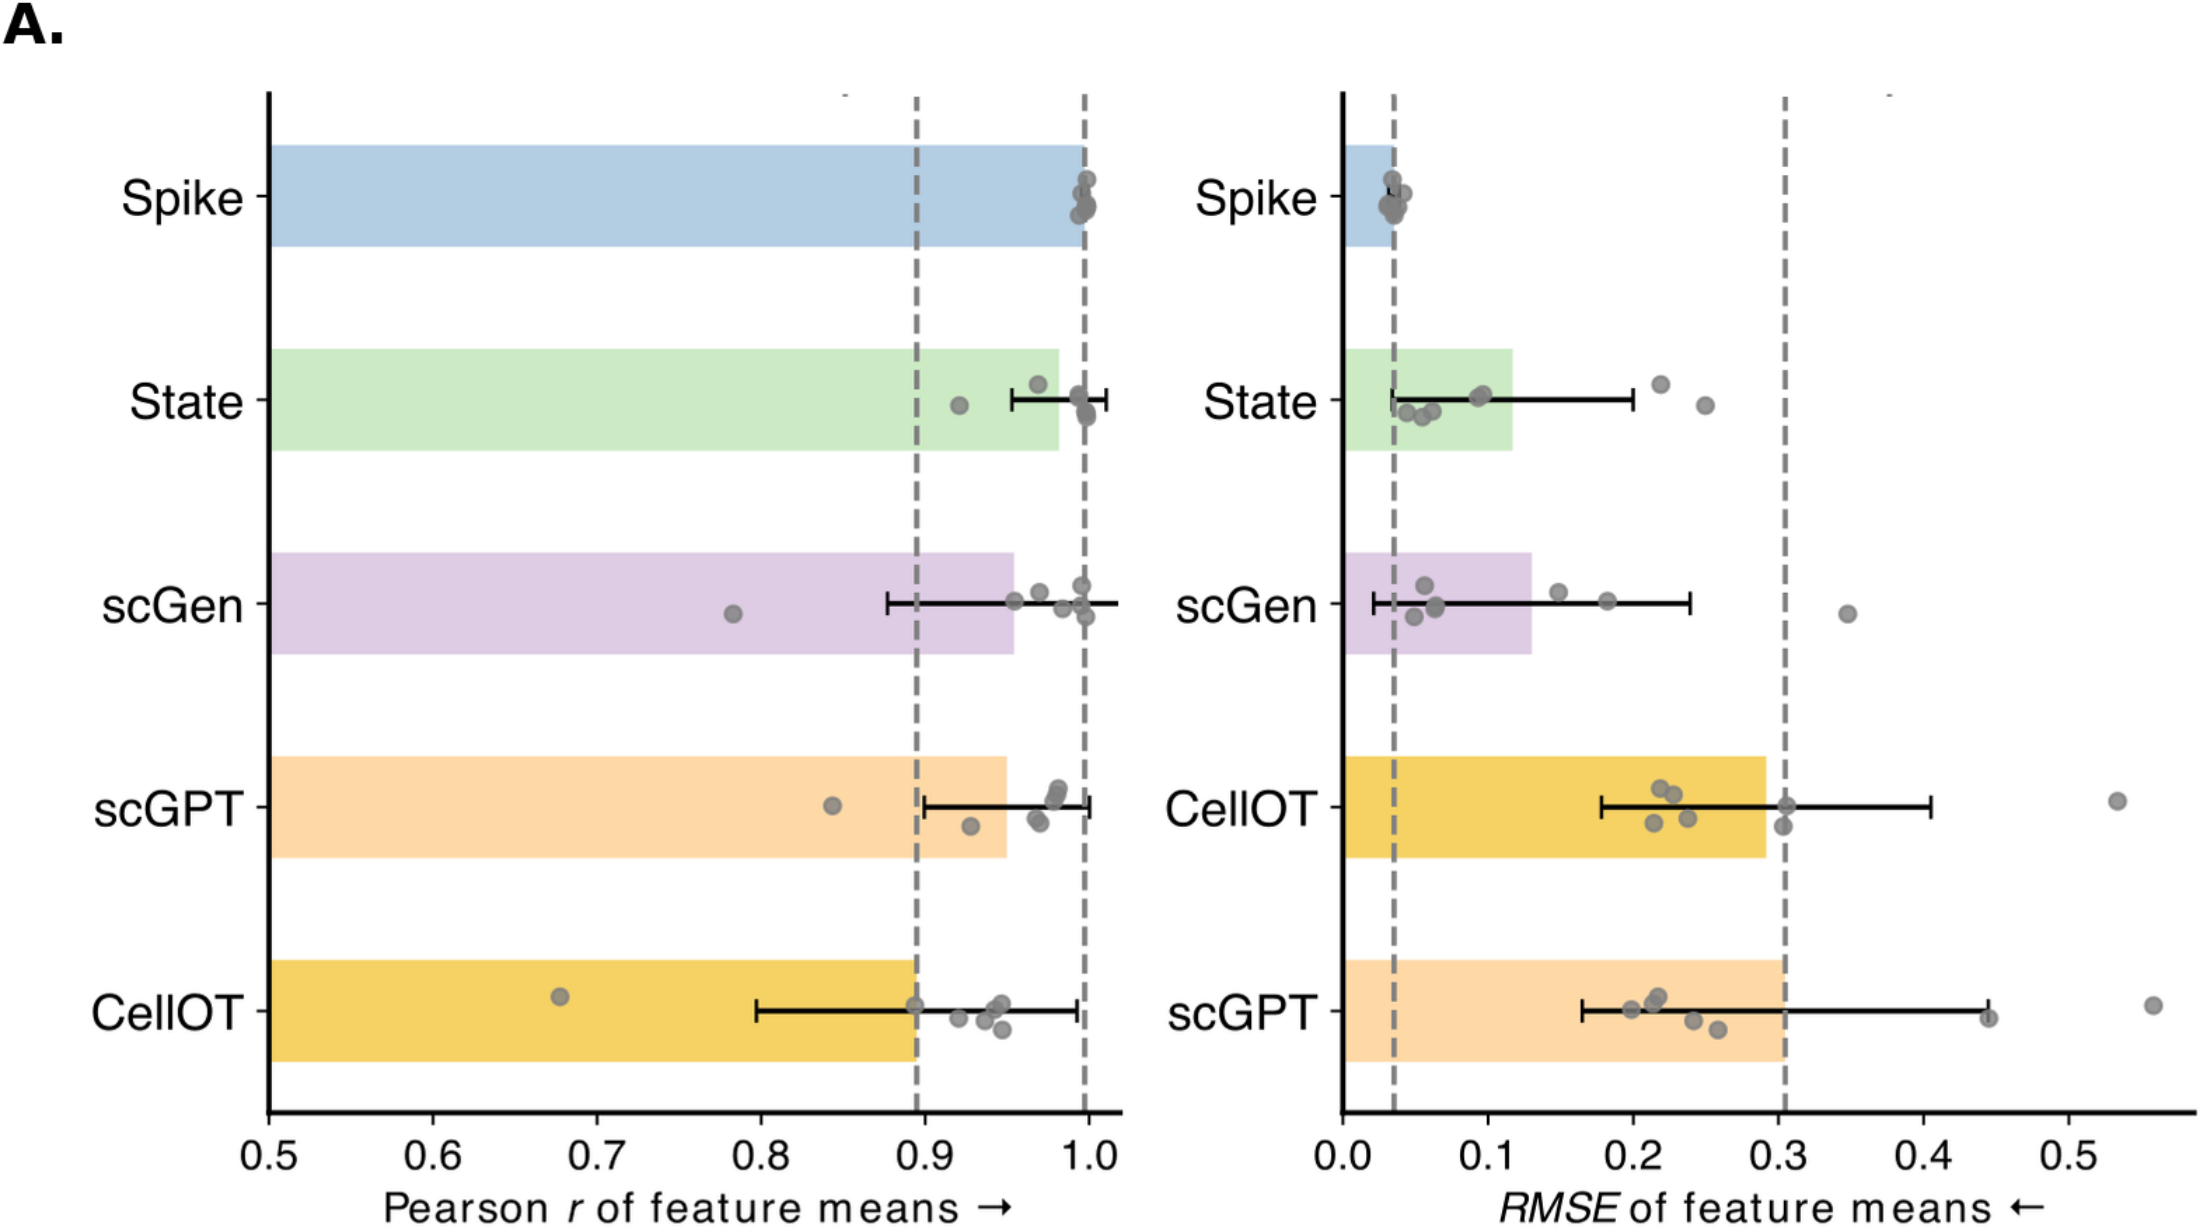 A.
Spike
State
scGen
scGPT
CellOT
0.5 0.6 0.7 0.8 0.9 1.0
Pearson r of feature means →
Spike
State
scGen
CellOT
scGPT
0.0 0.1 0.2 0.3 0.4 0.5
RMSE of feature means ←